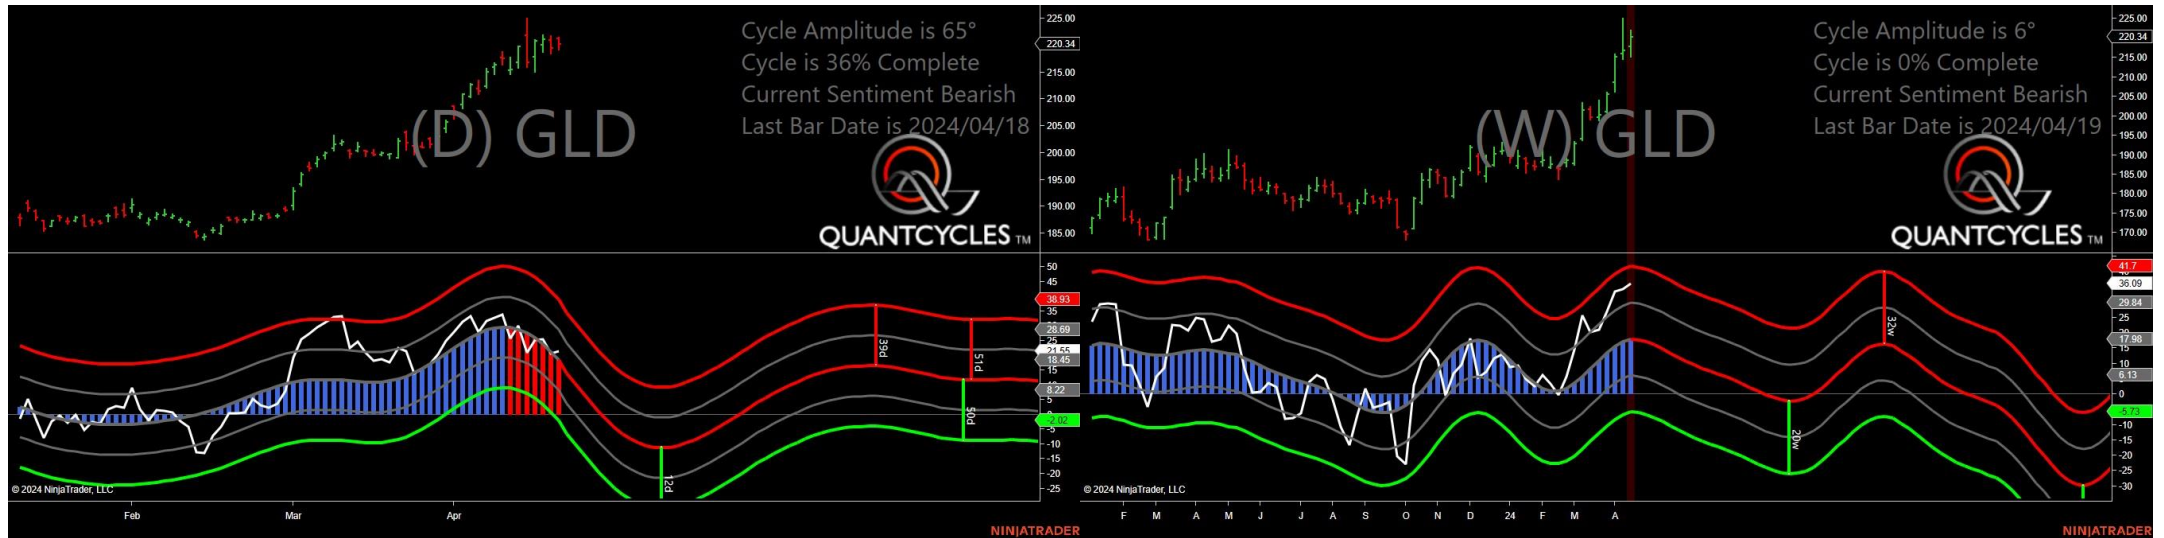 Cycle Amplitude is 65°
Cycle is 36% Complete
Current Sentiment Bearish
Last Bar Date is 2024/04/18
(D) GLD
QUANTCYCLES TM
225.00
220.34
215.00
210.00
205.00
200.00
195.00
190.00
185.00
50
38.93
35
28.69
21.55
18.45
15
8.22
5
-2.02
-5
-10
-15
-20
-25
39d
51d
50d
12d
© 2024 NinjaTrader, LLC
Feb Mar Apr
NINJATRADER
Cycle Amplitude is 6°
Cycle is 0% Complete
Current Sentiment Bearish
Last Bar Date is 2024/04/19
(W) GLD
QUANTCYCLES TM
225.00
220.34
215.00
210.00
205.00
200.00
195.00
190.00
185.00
180.00
175.00
170.00
41.7
36.09
29.84
25
17.98
15
10
6.13
0
-5.73
-10
-15
-20
-25
-30
32w
20w
© 2024 NinjaTrader, LLC
F M A M J J A S O N D 24 F M A
NINJATRADER